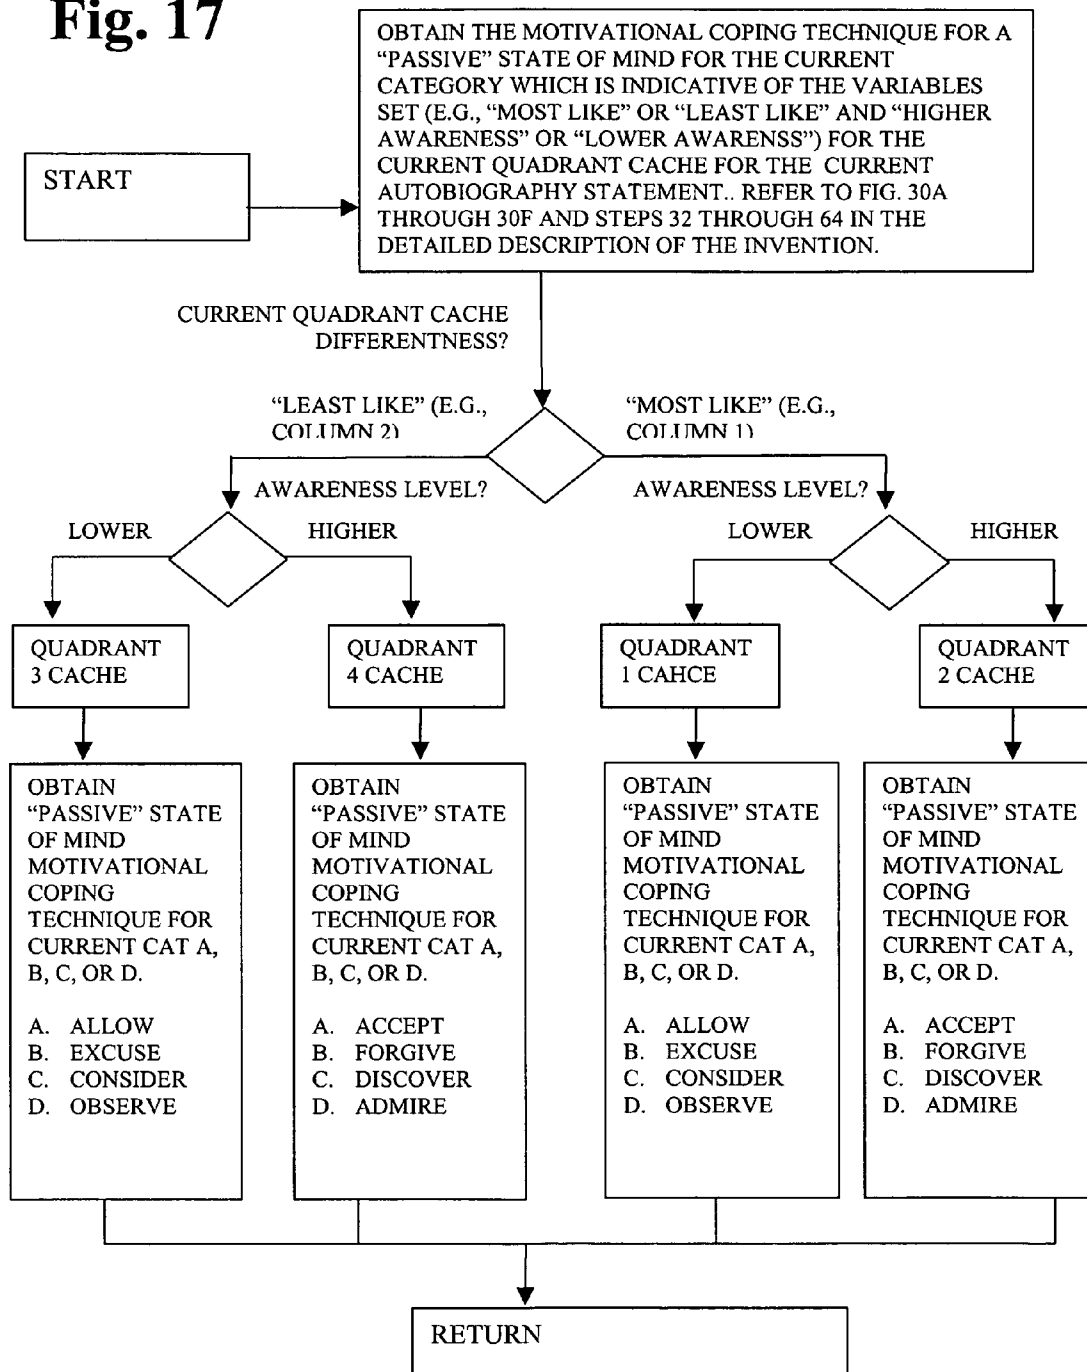 Fig. 17
OBTAIN THE MOTIVATIONAL COPING TECHNIQUE FOR A
“PASSIVE” STATE OF MIND FOR THE CURRENT
CATEGORY WHICH IS INDICATIVE OF THE VARIABLES
SET (E.G., “MOST LIKE” OR “LEAST LIKE” AND “HIGHER
AWARENESS” OR “LOWER AWARENSS”) FOR THE
CURRENT QUADRANT CACHE FOR THE CURRENT
AUTOBIOGRAPHY STATEMENT.. REFER TO FIG. 30A
THROUGH 30F AND STEPS 32 THROUGH 64 IN THE
DETAILED DESCRIPTION OF THE INVENTION.
START
CURRENT QUADRANT CACHE
DIFFERENTNESS?
“LEAST LIKE” (E.G.,
COLUMN 2)
“MOST LIKE” (E.G.,
COLUMN 1)
AWARENESS LEVEL?
AWARENESS LEVEL?
LOWER
HIGHER
LOWER
HIGHER
QUADRANT
3 CACHE
QUADRANT
4 CACHE
QUADRANT
1 CAHCE
QUADRANT
2 CACHE
OBTAIN
“PASSIVE” STATE
OF MIND
MOTIVATIONAL
COPING
TECHNIQUE FOR
CURRENT CAT A,
B, C, OR D.
A. ALLOW
B. EXCUSE
C. CONSIDER
D. OBSERVE
OBTAIN
“PASSIVE” STATE
OF MIND
MOTIVATIONAL
COPING
TECHNIQUE FOR
CURRENT CAT A,
B, C, OR D.
A. ACCEPT
B. FORGIVE
C. DISCOVER
D. ADMIRE
OBTAIN
“PASSIVE” STATE
OF MIND
MOTIVATIONAL
COPING
TECHNIQUE FOR
CURRENT CAT A,
B, C, OR D.
A. ALLOW
B. EXCUSE
C. CONSIDER
D. OBSERVE
OBTAIN
“PASSIVE” STATE
OF MIND
MOTIVATIONAL
COPING
TECHNIQUE FOR
CURRENT CAT A,
B, C, OR D.
A. ACCEPT
B. FORGIVE
C. DISCOVER
D. ADMIRE
RETURN